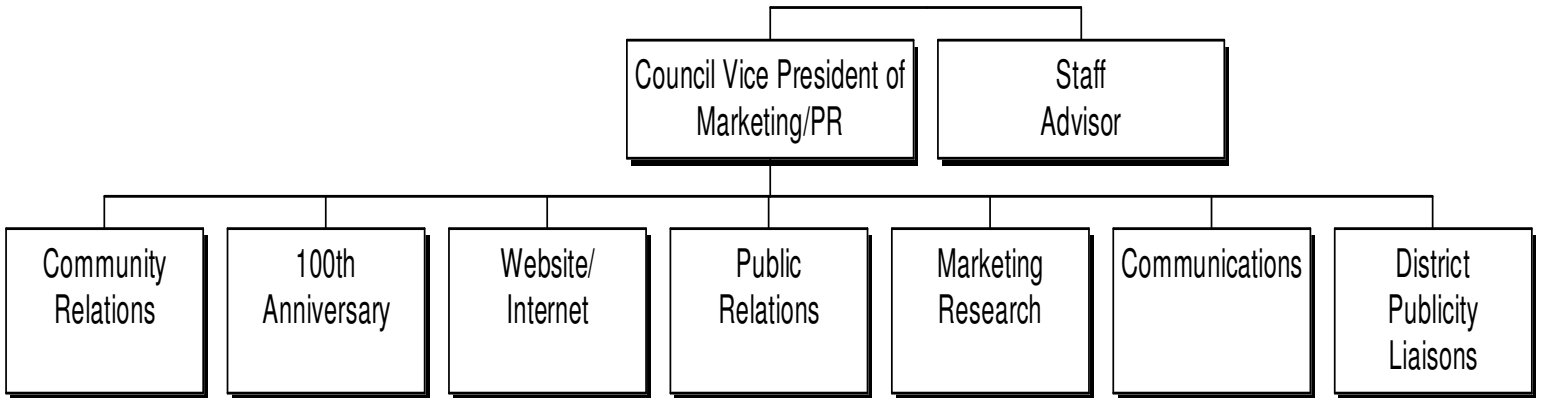 Council Vice President of
Marketing/PR
Staff
Advisor
Community
Relations
100th
Anniversary
Website/
Internet
Public
Relations
Marketing
Research
Communications
District
Publicity
Liaisons